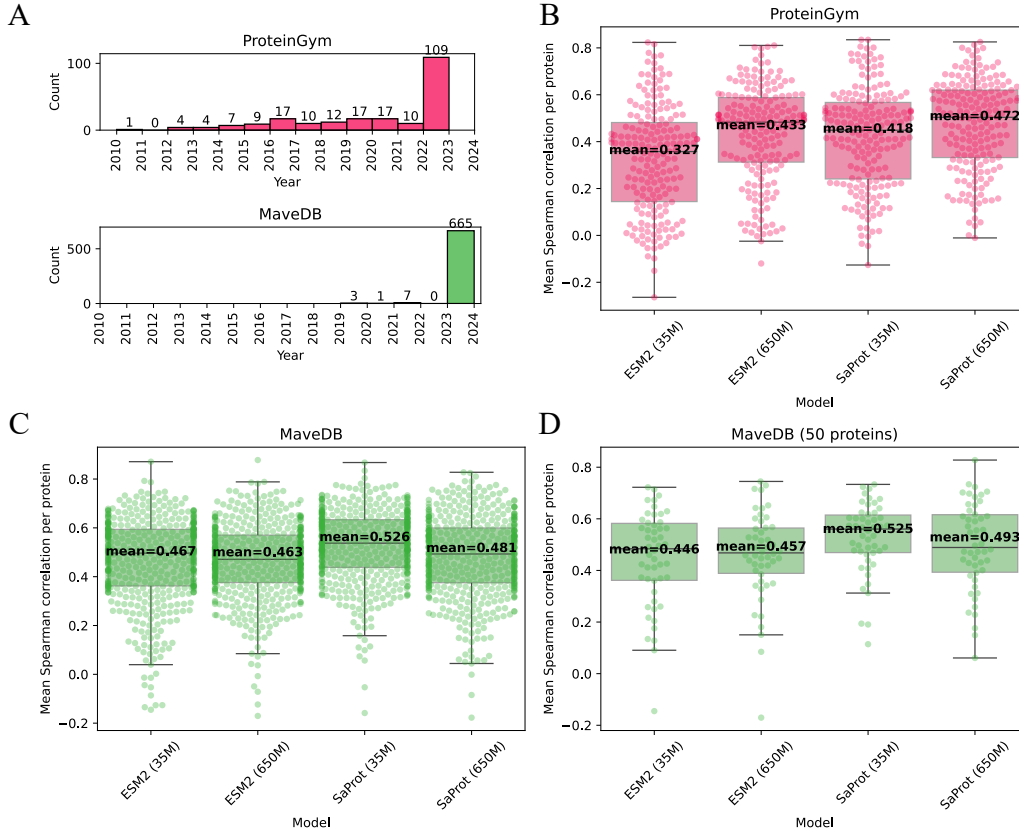 A
ProteinGym
Count
100
0
1 0 4 4 7 9 17 10 12 17 17 10 109
2010 2011 2012 2013 2014 2015 2016 2017 2018 2019 2020 2021 2022 2023 2024
Year
MaveDB
Count
500
0
3 1 7 0 665
2010 2011 2012 2013 2014 2015 2016 2017 2018 2019 2020 2021 2022 2023 2024
Year
B
ProteinGym
Mean Spearman correlation per protein
0.8
0.6
0.4
0.2
0.0
−0.2
mean=0.327 mean=0.433 mean=0.418 mean=0.472
ESM2 (35M) ESM2 (650M) SaProt (35M) SaProt (650M)
Model
C
MaveDB
Mean Spearman correlation per protein
0.8
0.6
0.4
0.2
0.0
−0.2
mean=0.467 mean=0.463 mean=0.526 mean=0.481
ESM2 (35M) ESM2 (650M) SaProt (35M) SaProt (650M)
Model
D
MaveDB (50 proteins)
Mean Spearman correlation per protein
0.8
0.6
0.4
0.2
0.0
−0.2
mean=0.446 mean=0.457 mean=0.525 mean=0.493
ESM2 (35M) ESM2 (650M) SaProt (35M) SaProt (650M)
Model